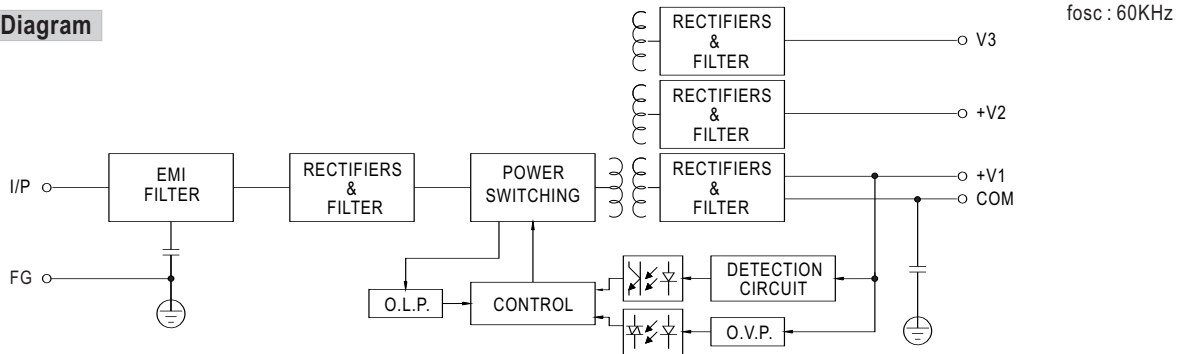 Diagram
fosc : 60KHz
RECTIFIERS
&
FILTER
V3
RECTIFIERS
&
FILTER
+V2
I/P
EMI
FILTER
RECTIFIERS
&
FILTER
POWER
SWITCHING
RECTIFIERS
&
FILTER
+V1
COM
FG
O.L.P.
CONTROL
DETECTION
CIRCUIT
O.V.P.